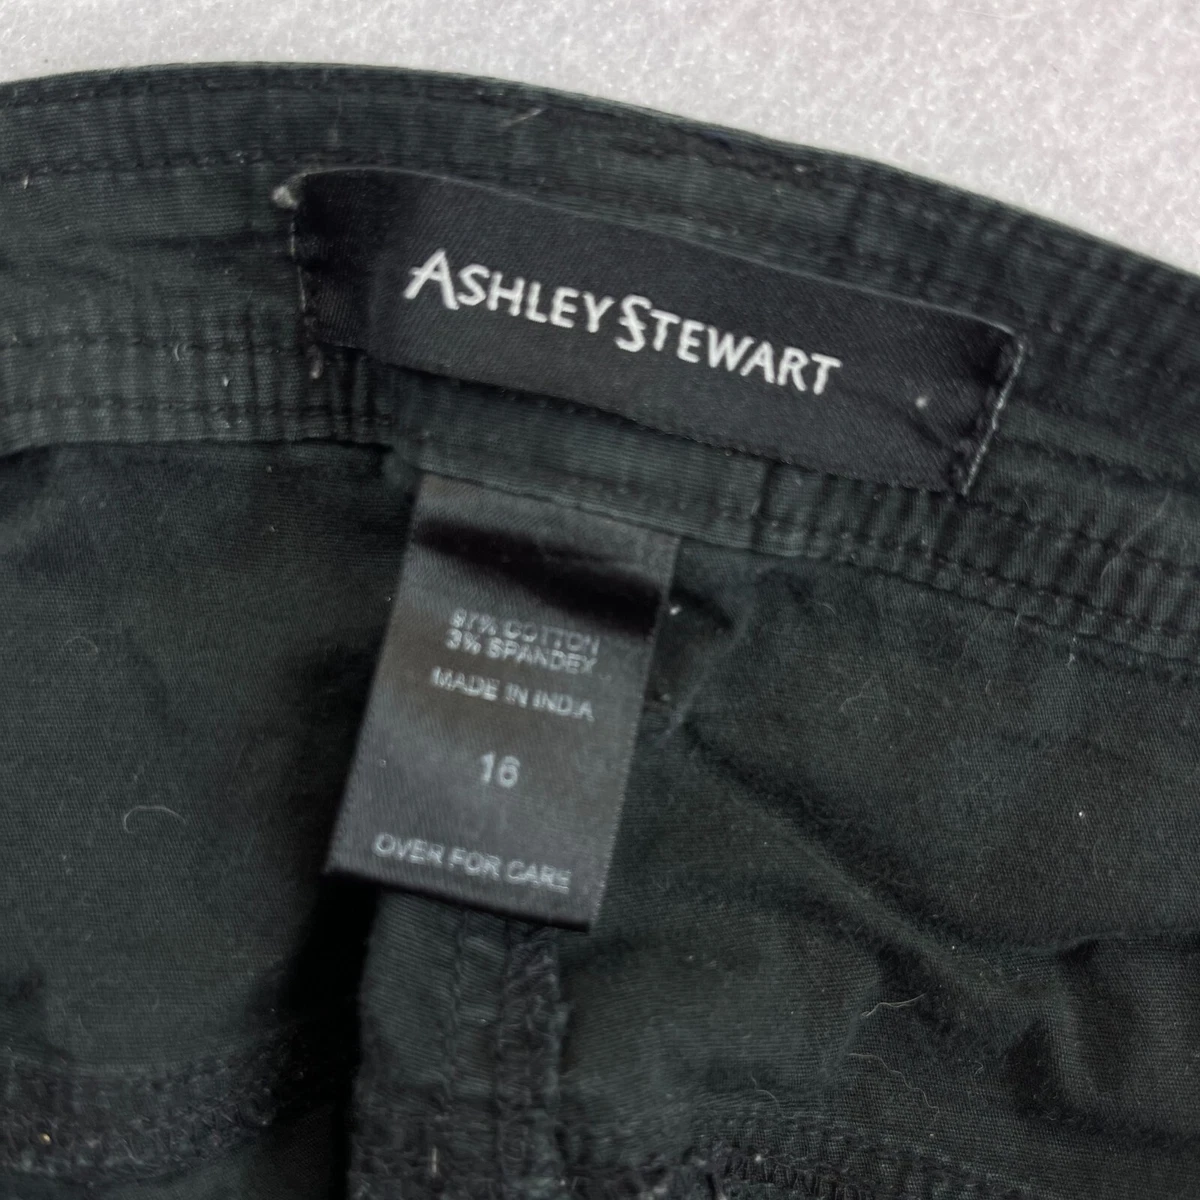 ASHLEY STEWART
97% COTTON
3% SPANDEX
MADE IN INDIA
16
OVER FOR CARE